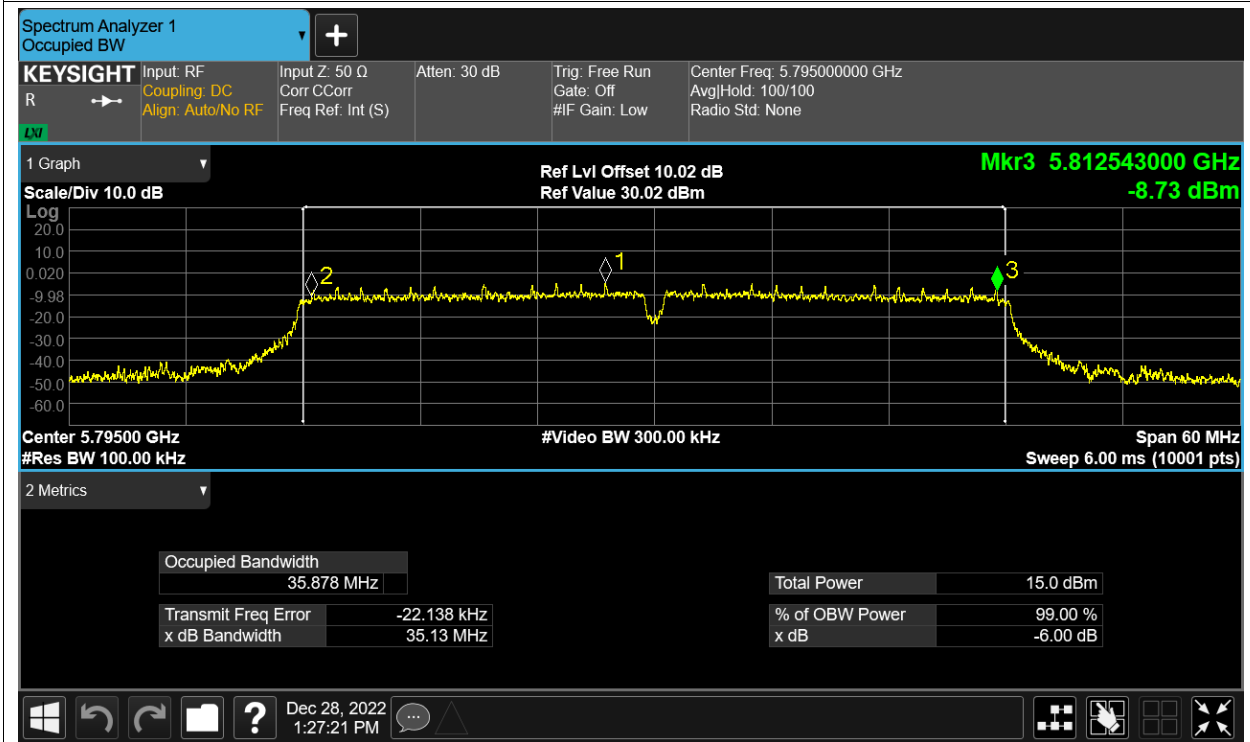 Spectrum Analyzer 1
Occupied BW
+
KEYSIGHT Input: RF Input Z: 50 Ω Atten: 30 dB Trig: Free Run Center Freq: 5.795000000 GHz
R Coupling: DC Corr CCorr Gate: Off Avg|Hold: 100/100
Align: Auto/No RF Freq Ref: Int (S) #IF Gain: Low Radio Std: None
LXI
1 Graph Ref Lvl Offset 10.02 dB Mkr3 5.812543000 GHz
Scale/Div 10.0 dB Ref Value 30.02 dBm -8.73 dBm
Log
20.0
10.0
0.020
-9.98
-20.0
-30.0
-40.0
-50.0
-60.0
2 1 3
Center 5.79500 GHz #Video BW 300.00 kHz Span 60 MHz
#Res BW 100.00 kHz Sweep 6.00 ms (10001 pts)
2 Metrics
Occupied Bandwidth
35.878 MHz Total Power 15.0 dBm
Transmit Freq Error -22.138 kHz % of OBW Power 99.00 %
x dB Bandwidth 35.13 MHz x dB -6.00 dB
? Dec 28, 2022
1:27:21 PM